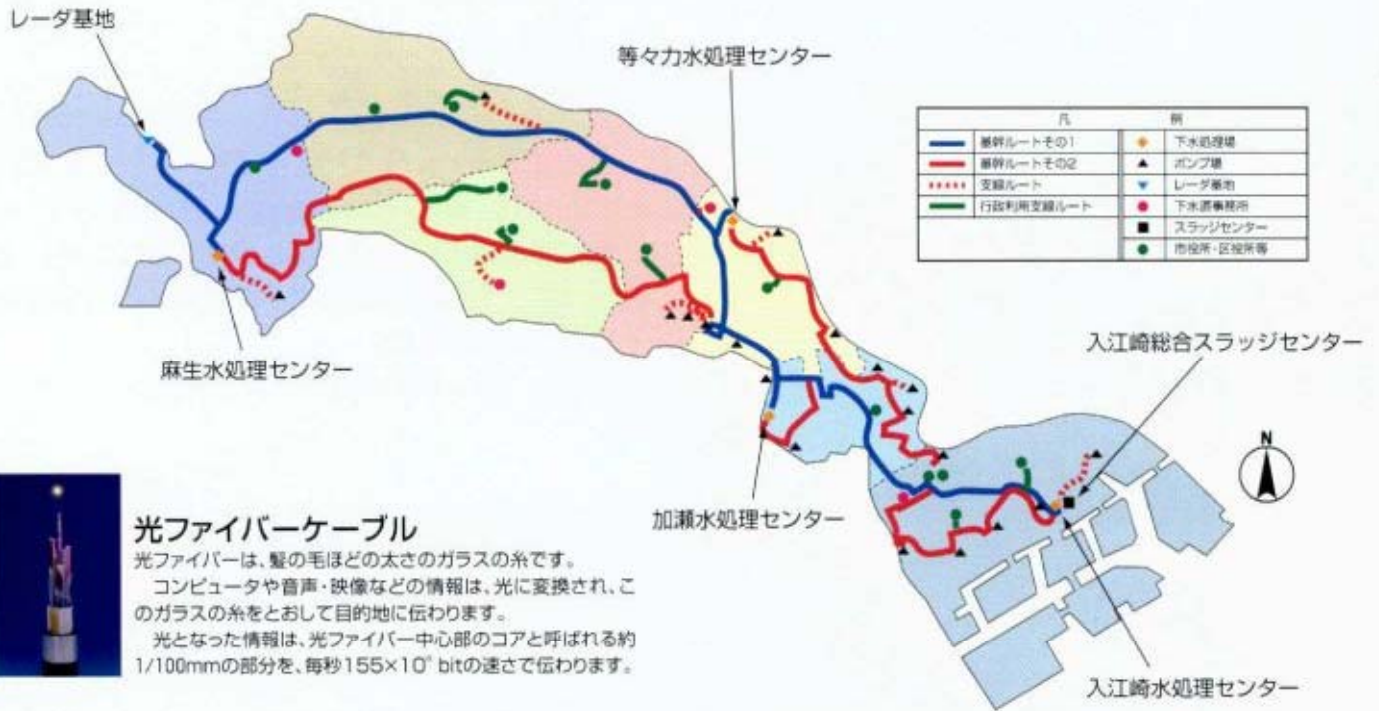 レーダ基地
等々力水処理センター
凡 例
基幹ルートその1
下水処理場
基幹ルートその2
ポンプ場
支線ルート
レーダ基地
行政利用支線ルート
下水道事務所
スラッジセンター
市役所・区役所等
入江崎総合スラッジセンター
麻生水処理センター
N
加瀬水処理センター
入江崎水処理センター
光ファイバーケーブル
光ファイバーは、髪の毛ほどの太さのガラスの糸です。
コンピュータや音声・映像などの情報は、光に変換され、こ
のガラスの糸をとおして目的地に伝わります。
光となった情報は、光ファイバー中心部のコアと呼ばれる約
1/100mmの部分を、毎秒155×10 bitの速さで伝わります。